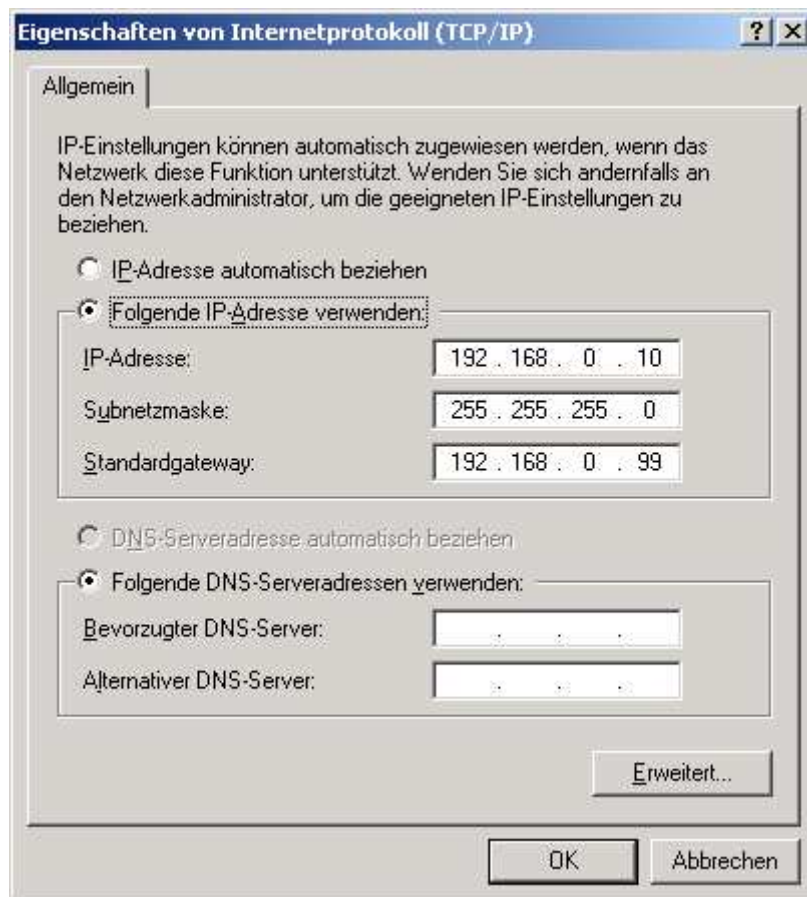 Eigenschaften von Internetprotokoll (TCP/IP)
Allgemein
IP-Einstellungen können automatisch zugewiesen werden, wenn das
Netzwerk diese Funktion unterstützt. Wenden Sie sich andernfalls an
den Netzwerkadministrator, um die geeigneten IP-Einstellungen zu
beziehen.
IP-Adresse automatisch beziehen
Folgende IP-Adresse verwenden:
IP-Adresse: 192 . 168 . 0 . 10
Subnetzmaske: 255 . 255 . 255 . 0
Standardgateway: 192 . 168 . 0 . 99
DNS-Serveradresse automatisch beziehen
Folgende DNS-Serveradressen verwenden:
Bevorzugter DNS-Server: . . .
Alternativer DNS-Server: . . .
Erweitert...
OK Abbrechen